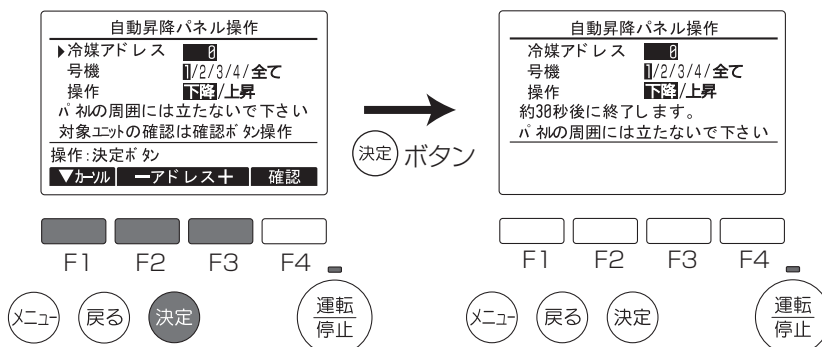 自動昇降パネル操作
▶冷媒アドレス 0
号機 1/2/3/4/全て
操作 下降/上昇
パネルの周囲には立たないで下さい
対象ユニットの確認は確認ボタン操作
操作:決定ボタン
▼カーソル ーアドレス+ 確認
F1 F2 F3 F4
メニュー 戻る 決定 運転
停止
決定 ボタン
自動昇降パネル操作
冷媒アドレス 0
号機 1/2/3/4/全て
操作 下降/上昇
約30秒後に終了します。
パネルの周囲には立たないで下さい
F1 F2 F3 F4
メニュー 戻る 決定 運転
停止